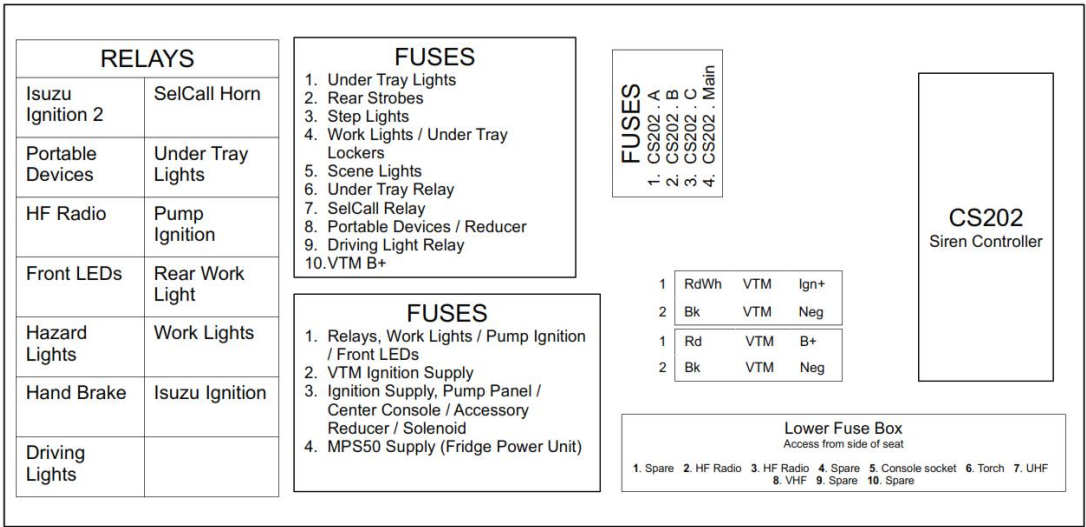 RELAYS
Isuzu
Ignition 2
SelCall Horn
Portable
Devices
Under Tray
Lights
HF Radio
Pump
Ignition
Front LEDs
Rear Work
Light
Hazard
Lights
Work Lights
Hand Brake
Isuzu Ignition
Driving
Lights
FUSES
1. Under Tray Lights
2. Rear Strobes
3. Step Lights
4. Work Lights / Under Tray
Lockers
5. Scene Lights
6. Under Tray Relay
7. SelCall Relay
8. Portable Devices / Reducer
9. Driving Light Relay
10.VTM B+
FUSES
1. Relays, Work Lights / Pump Ignition
/ Front LEDs
2. VTM Ignition Supply
3. Ignition Supply, Pump Panel /
Center Console / Accessory
Reducer / Solenoid
4. MPS50 Supply (Fridge Power Unit)
FUSES
1. CS202 . A
2. CS202 . B
3. CS202 . C
4. CS202 . Main
1 RdWh VTM Ign+
2 Bk VTM Neg
1 Rd VTM B+
2 Bk VTM Neg
CS202
Siren Controller
Lower Fuse Box
Access from side of seat
1. Spare 2. HF Radio 3. HF Radio 4. Spare 5. Console socket 6. Torch 7. UHF
8. VHF 9. Spare 10. Spare